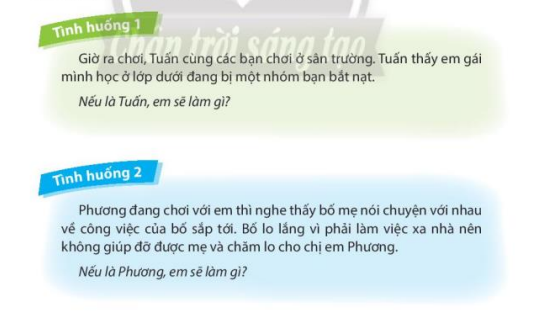 Tình huống 1
Chân trời sáng tạo
Giờ ra chơi, Tuấn cùng các bạn chơi ở sân trường. Tuấn thấy em gái
mình học ở lớp dưới đang bị một nhóm bạn bắt nạt.
Nếu là Tuấn, em sẽ làm gì?
Tình huống 2
Phương đang chơi với em thì nghe thấy bố mẹ nói chuyện với nhau
về công việc của bố sắp tới. Bố lo lắng vì phải làm việc xa nhà nên
không giúp đỡ được mẹ và chăm lo cho chị em Phương.
Nếu là Phương, em sẽ làm gì?